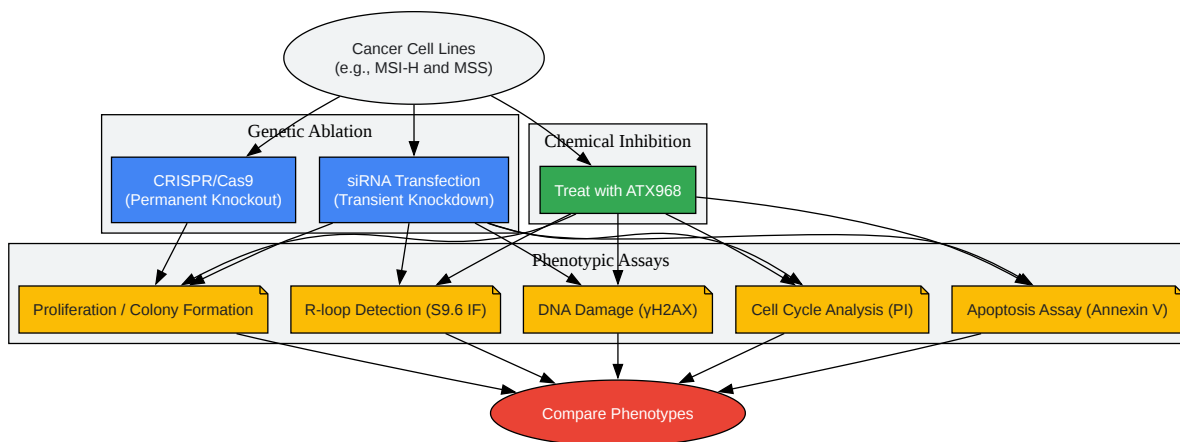 Cancer Cell Lines
(e.g., MSI-H and MSS)
Genetic Ablation
Chemical Inhibition
CRISPR/Cas9
(Permanent Knockout)
siRNA Transfection
(Transient Knockdown)
Treat with ATX968
Phenotypic Assays
Proliferation / Colony Formation
R-loop Detection (S9.6 IF)
DNA Damage (γH2AX)
Cell Cycle Analysis (PI)
Apoptosis Assay (Annexin V)
Compare Phenotypes